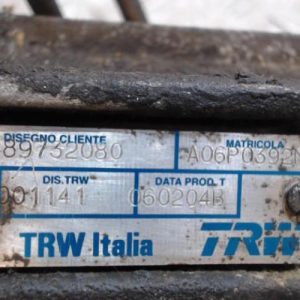 DISEGNO CLIENTE MATRICOLA
89732080 A06P0392
DIS.TRW DATA PROD. T
001141 060204B
TRW Italia TRW